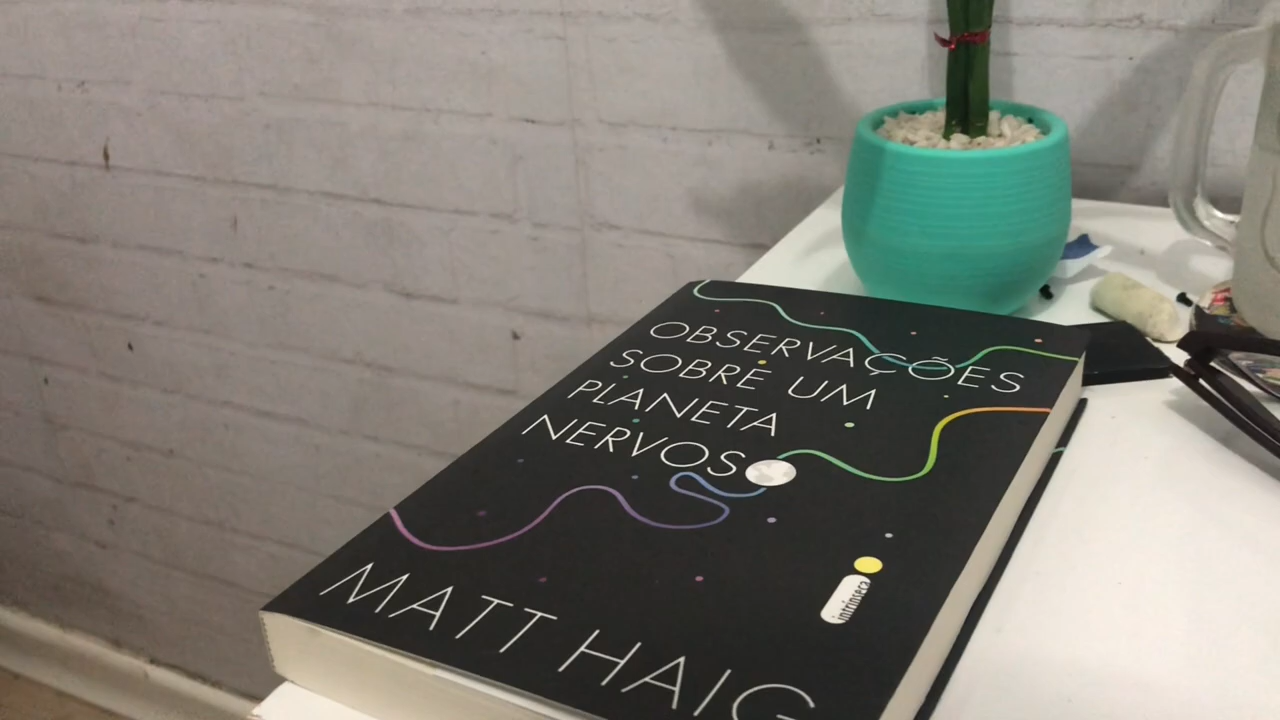 OBSERVAÇÕES
SOBRE UM
PLANETA
NERVOSO
intrínseca
MATT HAIG